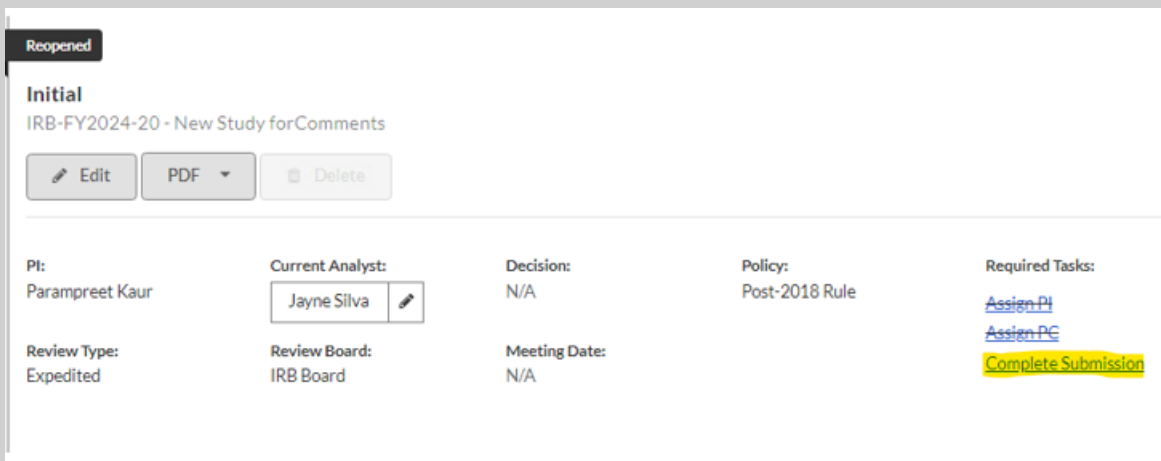 Reopened
Initial
IRB-FY2024-20 - New Study forComments
Edit
PDF
Delete
PI:
Parampreet Kaur
Current Analyst:
Jayne Silva
Decision:
N/A
Policy:
Post-2018 Rule
Required Tasks:
Assign PI
Assign PC
Complete Submission
Review Type:
Expedited
Review Board:
IRB Board
Meeting Date:
N/A